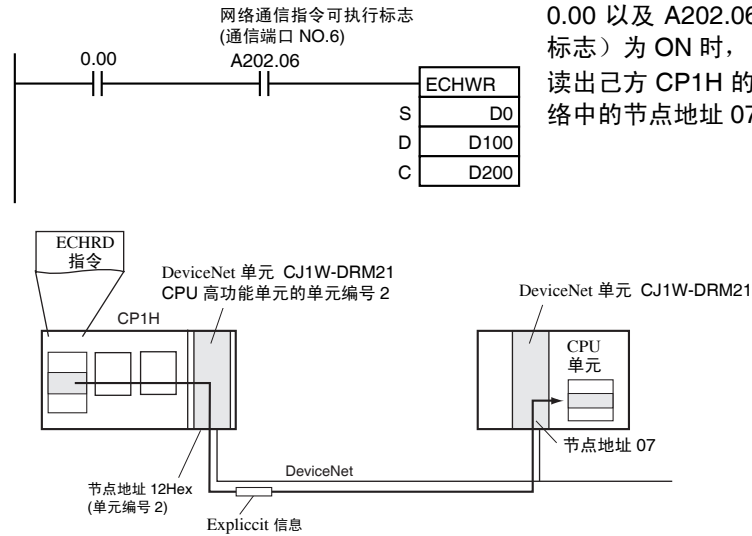 网络通信指令可执行标志
(通信端口 NO.6)
0.00
A202.06
ECHWR
S D0
D D100
C D200
0.00 以及 A202.06
标志）为 ON 时，
读出己方 CP1H 的
络中的节点地址 07
ECHRD
指令
DeviceNet 单元 CJ1W-DRM21
CPU 高功能单元的单元编号 2
CP1H
DeviceNet 单元 CJ1W-DRM21
CPU
单元
节点地址 07
DeviceNet
节点地址 12Hex
(单元编号 2)
Expliccit 信息